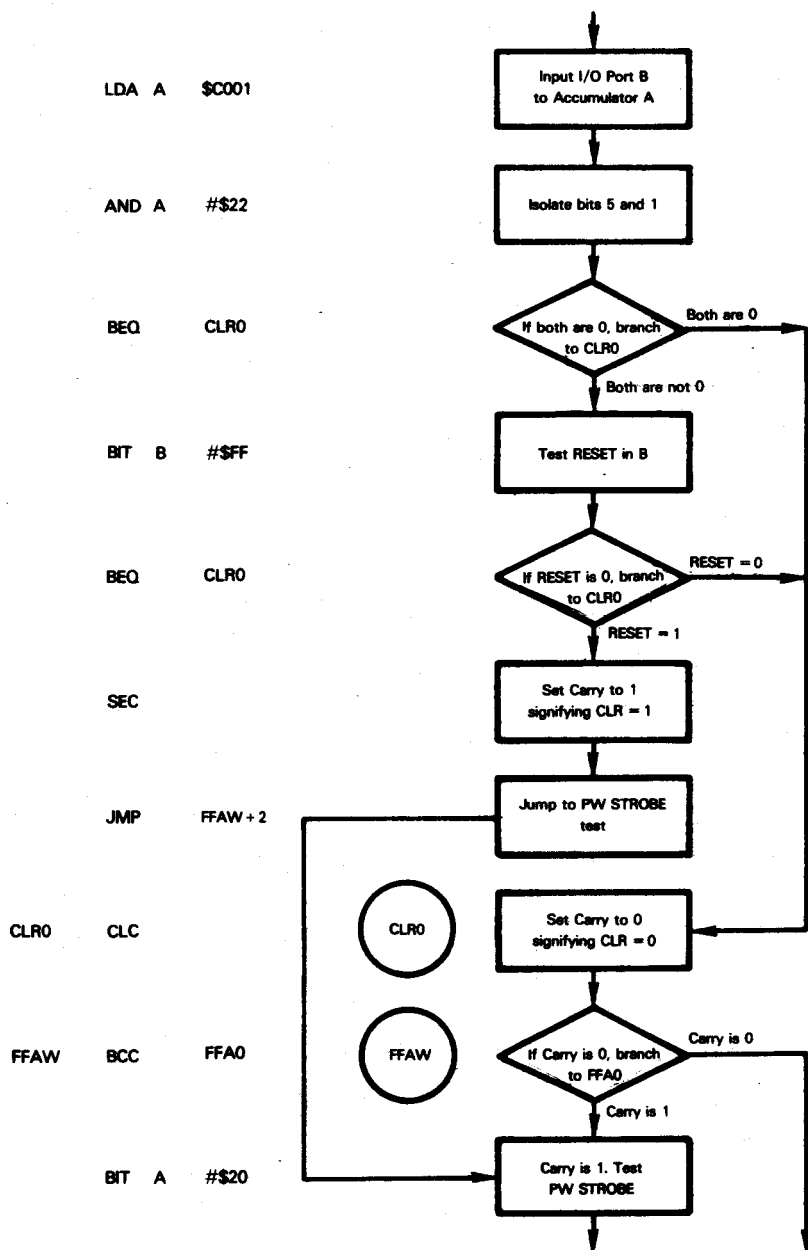 LDA A $C001
Input I/O Port B
to Accumulator A
AND A #$22
Isolate bits 5 and 1
BEQ CLR0
If both are 0, branch
to CLR0
Both are 0
Both are not 0
BIT B #$FF
Test RESET in B
BEQ CLR0
If RESET is 0, branch
to CLR0
RESET = 0
RESET = 1
SEC
Set Carry to 1
signifying CLR = 1
JMP FFAW + 2
Jump to PW STROBE
test
CLR0 CLC
CLR0
Set Carry to 0
signifying CLR = 0
FFAW BCC FFA0
FFAW
If Carry is 0, branch
to FFA0
Carry is 0
Carry is 1
BIT A #$20
Carry is 1. Test
PW STROBE